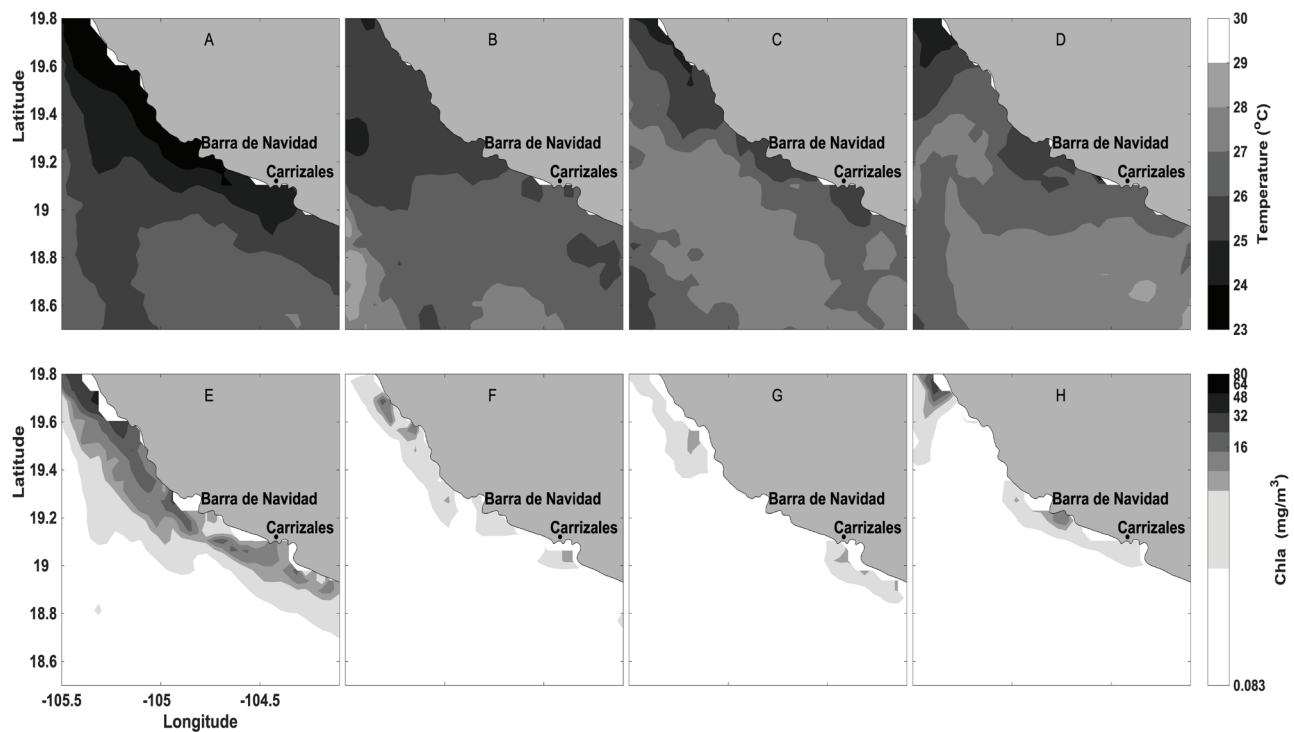 19.8
19.6
19.4
19.2
19
18.8
18.6
Latitude
A
Barra de Navidad
Carrizales
B
Barra de Navidad
Carrizales
C
Barra de Navidad
Carrizales
D
Barra de Navidad
Carrizales
30
29
28
27
26
25
24
23
Temperature (°C)
19.8
19.6
19.4
19.2
19
18.8
18.6
Latitude
E
Barra de Navidad
Carrizales
F
Barra de Navidad
Carrizales
G
Barra de Navidad
Carrizales
H
Barra de Navidad
Carrizales
80
64
48
32
16
0.083
Chla (mg/m³)
-105.5
-105
-104.5
Longitude